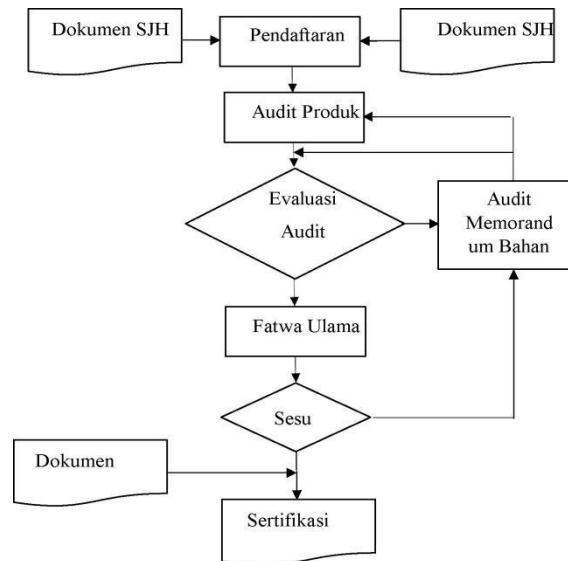 Dokumen SJH
Pendaftaran
Dokumen SJH
Audit Produk
Evaluasi
Audit
Audit
Memorand
um Bahan
Fatwa Ulama
Sesu
Dokumen
Sertifikasi